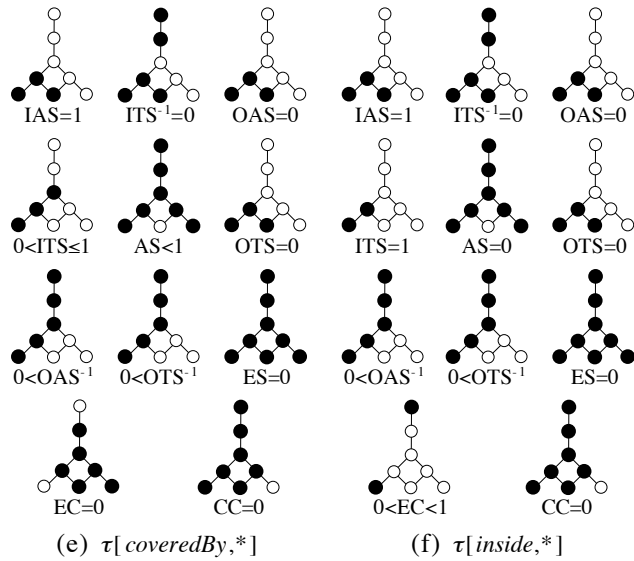 IAS=1 ITS⁻¹=0 OAS=0 IAS=1 ITS⁻¹=0 OAS=0
0<ITS≤1 AS<1 OTS=0 ITS=1 AS=0 OTS=0
0<OAS⁻¹ 0<OTS⁻¹ ES=0 0<OAS⁻¹ 0<OTS⁻¹ ES=0
EC=0 CC=0 0<EC<1 CC=0
(e) τ[coveredBy,*] (f) τ[inside,*]